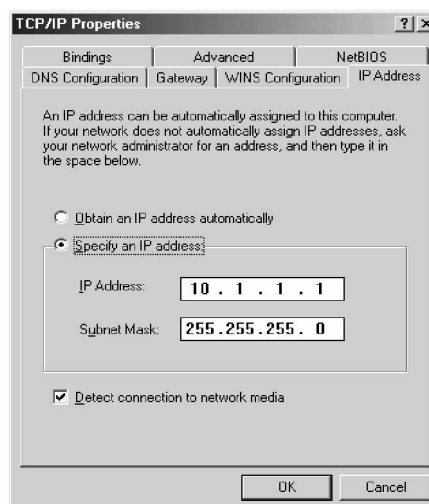 TCP/IP Properties ? ×
Bindings Advanced NetBIOS
DNS Configuration Gateway WINS Configuration IP Address
An IP address can be automatically assigned to this computer.
If your network does not automatically assign IP addresses, ask
your network administrator for an address, and then type it in
the space below.
Obtain an IP address automatically
Specify an IP address:
IP Address: 10 . 1 . 1 . 1
Subnet Mask: 255.255.255. 0
Detect connection to network media
OK Cancel